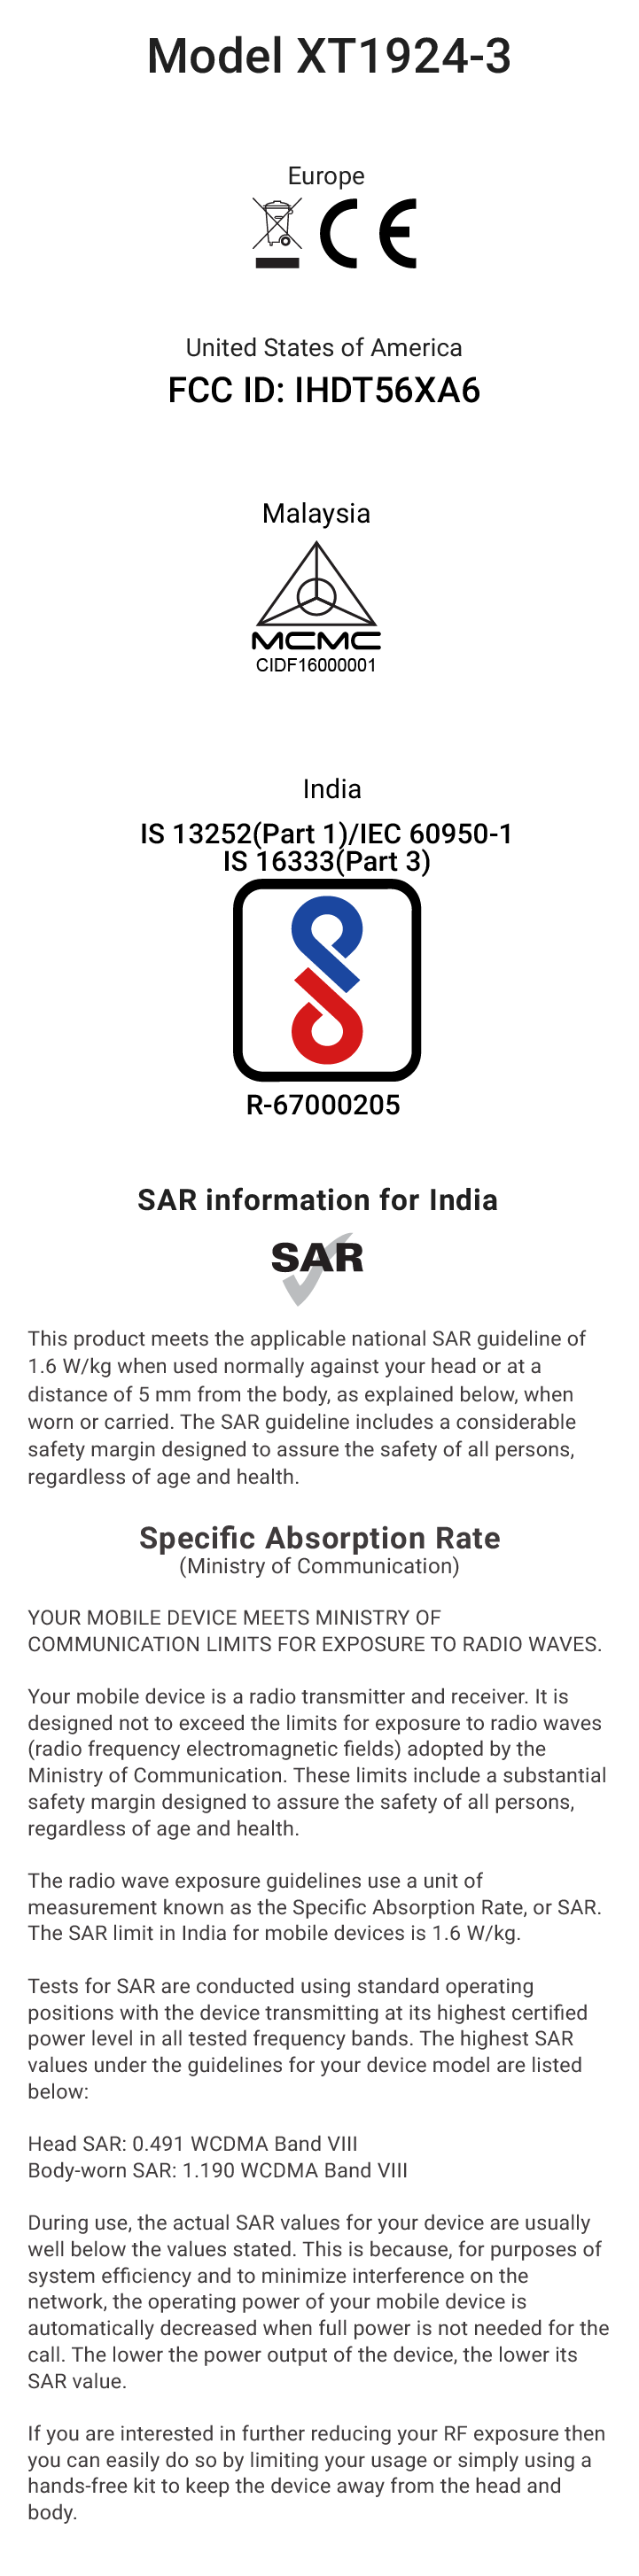 Model XT1924-3
Europe
CE
United States of America
FCC ID: IHDT56XA6
Malaysia
MCMC
CIDF16000001
India
IS 13252(Part 1)/IEC 60950-1
IS 16333(Part 3)
R-67000205
SAR information for India
SAR
This product meets the applicable national SAR guideline of
1.6 W/kg when used normally against your head or at a
distance of 5 mm from the body, as explained below, when
worn or carried. The SAR guideline includes a considerable
safety margin designed to assure the safety of all persons,
regardless of age and health.
Specific Absorption Rate
(Ministry of Communication)
YOUR MOBILE DEVICE MEETS MINISTRY OF
COMMUNICATION LIMITS FOR EXPOSURE TO RADIO WAVES.
Your mobile device is a radio transmitter and receiver. It is
designed not to exceed the limits for exposure to radio waves
(radio frequency electromagnetic fields) adopted by the
Ministry of Communication. These limits include a substantial
safety margin designed to assure the safety of all persons,
regardless of age and health.
The radio wave exposure guidelines use a unit of
measurement known as the Specific Absorption Rate, or SAR.
The SAR limit in India for mobile devices is 1.6 W/kg.
Tests for SAR are conducted using standard operating
positions with the device transmitting at its highest certified
power level in all tested frequency bands. The highest SAR
values under the guidelines for your device model are listed
below:
Head SAR: 0.491 WCDMA Band VIII
Body-worn SAR: 1.190 WCDMA Band VIII
During use, the actual SAR values for your device are usually
well below the values stated. This is because, for purposes of
system efficiency and to minimize interference on the
network, the operating power of your mobile device is
automatically decreased when full power is not needed for the
call. The lower the power output of the device, the lower its
SAR value.
If you are interested in further reducing your RF exposure then
you can easily do so by limiting your usage or simply using a
hands-free kit to keep the device away from the head and
body.